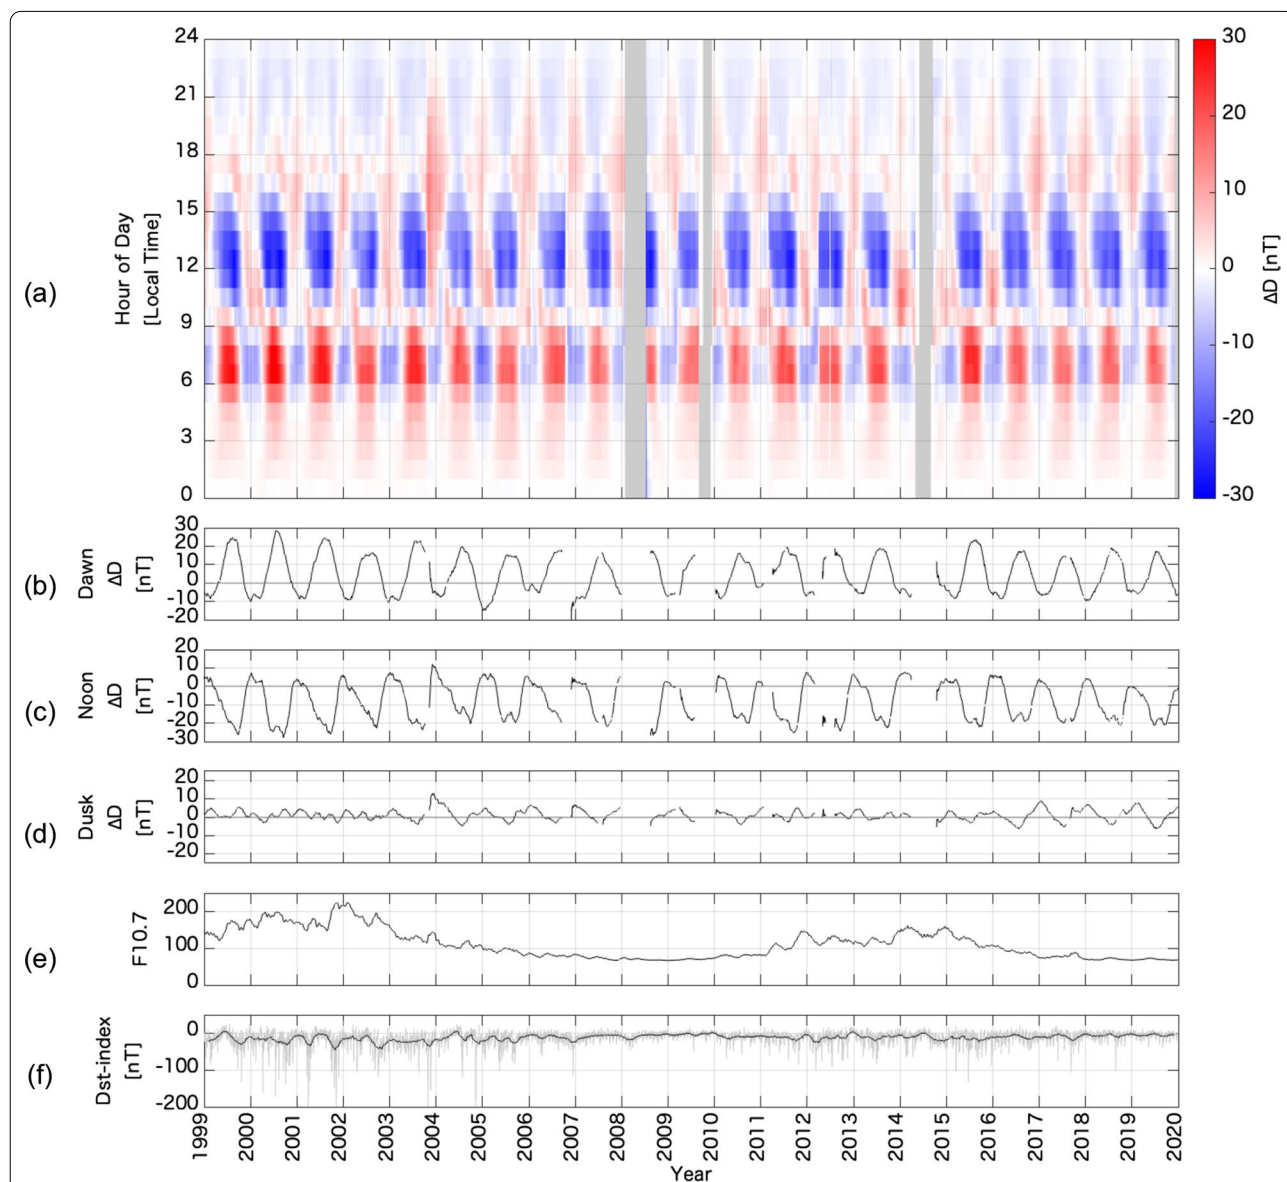 24
21
18
15
12
9
6
3
0
Hour of Day
[Local Time]
(a)
30
20
10
0
-10
-20
-30
ΔD [nT]
(b)
Dawn
ΔD
[nT]
30
20
10
0
-10
-20
(c)
Noon
ΔD
[nT]
20
10
0
-10
-20
-30
(d)
Dusk
ΔD
[nT]
20
10
0
-10
-20
(e)
F10.7
200
100
0
(f)
Dst-index
[nT]
0
-100
-200
1999 2000 2001 2002 2003 2004 2005 2006 2007 2008 2009 2010 2011 2012 2013 2014 2015 2016 2017 2018 2019 2020
Year